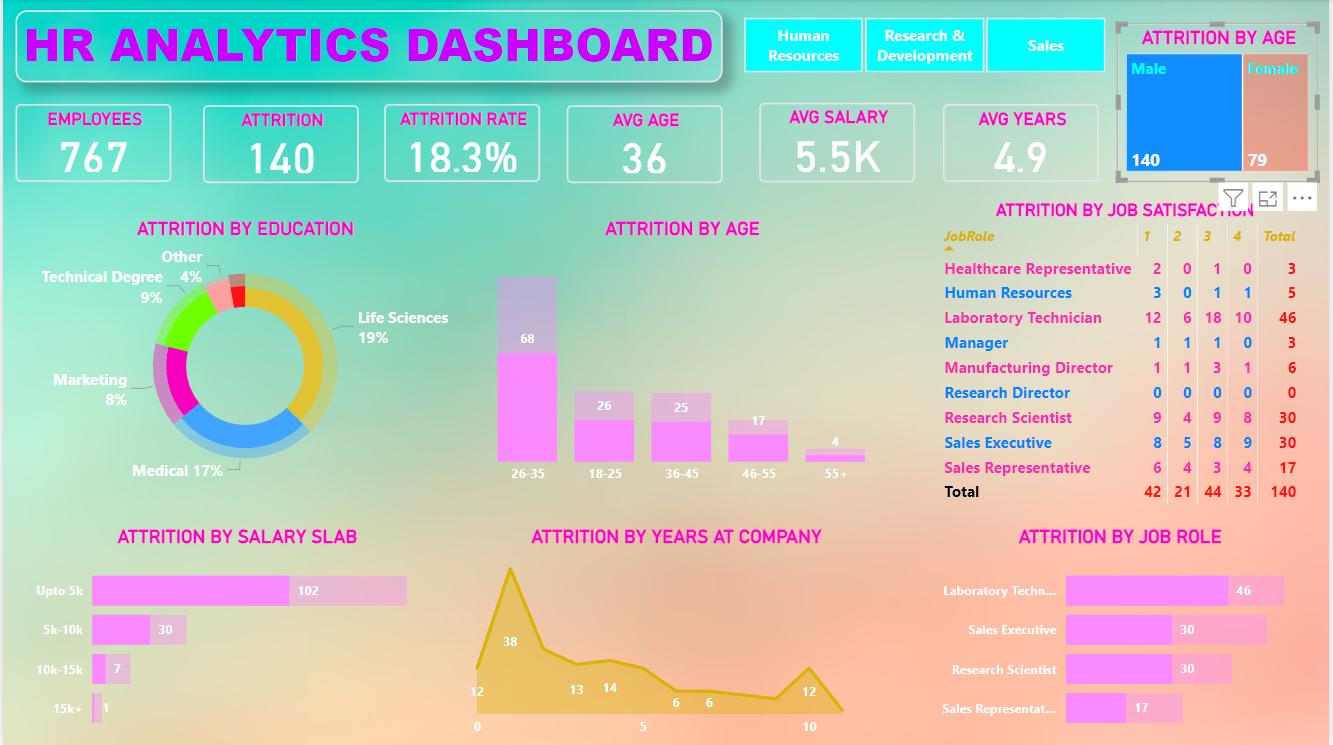 HR ANALYTICS DASHBOARD
Human
Resources
Research &
Development
Sales
ATTRITION BY AGE
Male
Female
140
79
EMPLOYEES
767
ATTRITION
140
ATTRITION RATE
18.3%
AVG AGE
36
AVG SALARY
5.5K
AVG YEARS
4.9
ATTRITION BY EDUCATION
Other
4%
Technical Degree
9%
Life Sciences
19%
Marketing
8%
Medical 17%
ATTRITION BY AGE
68
26
25
17
4
26-35
18-25
36-45
46-55
55+
ATTRITION BY JOB SATISFACTION
JobRole 1 2 3 4 Total
Healthcare Representative 2 0 1 0 3
Human Resources 3 0 1 1 5
Laboratory Technician 12 6 18 10 46
Manager 1 1 1 0 3
Manufacturing Director 1 1 3 1 6
Research Director 0 0 0 0 0
Research Scientist 9 4 9 8 30
Sales Executive 8 5 8 9 30
Sales Representative 6 4 3 4 17
Total 42 21 44 33 140
ATTRITION BY SALARY SLAB
Upto 5k 102
5k-10k 30
10k-15k 7
15k+ 1
ATTRITION BY YEARS AT COMPANY
38
12
13
14
6
6
12
0
5
10
ATTRITION BY JOB ROLE
Laboratory Techn... 46
Sales Executive 30
Research Scientist 30
Sales Representat... 17